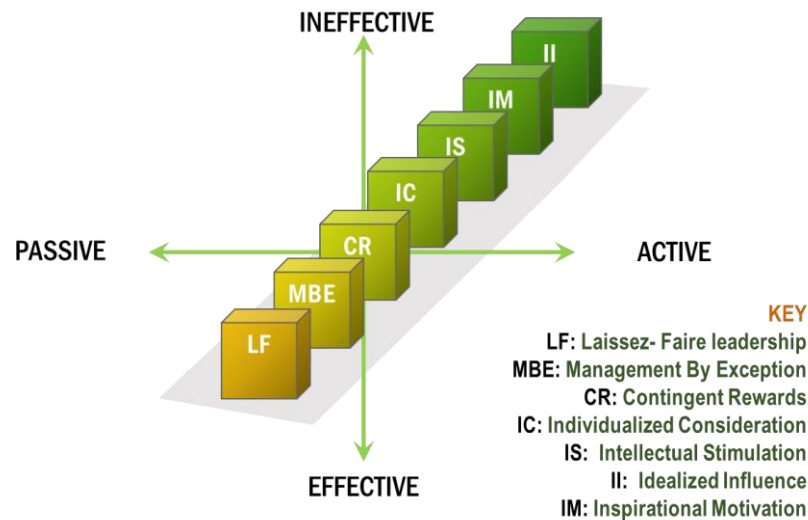 INEFFECTIVE
II
IM
IS
IC
PASSIVE
CR
ACTIVE
MBE
LF
KEY
LF: Laissez- Faire leadership
MBE: Management By Exception
CR: Contingent Rewards
IC: Individualized Consideration
IS: Intellectual Stimulation
II: Idealized Influence
IM: Inspirational Motivation
EFFECTIVE